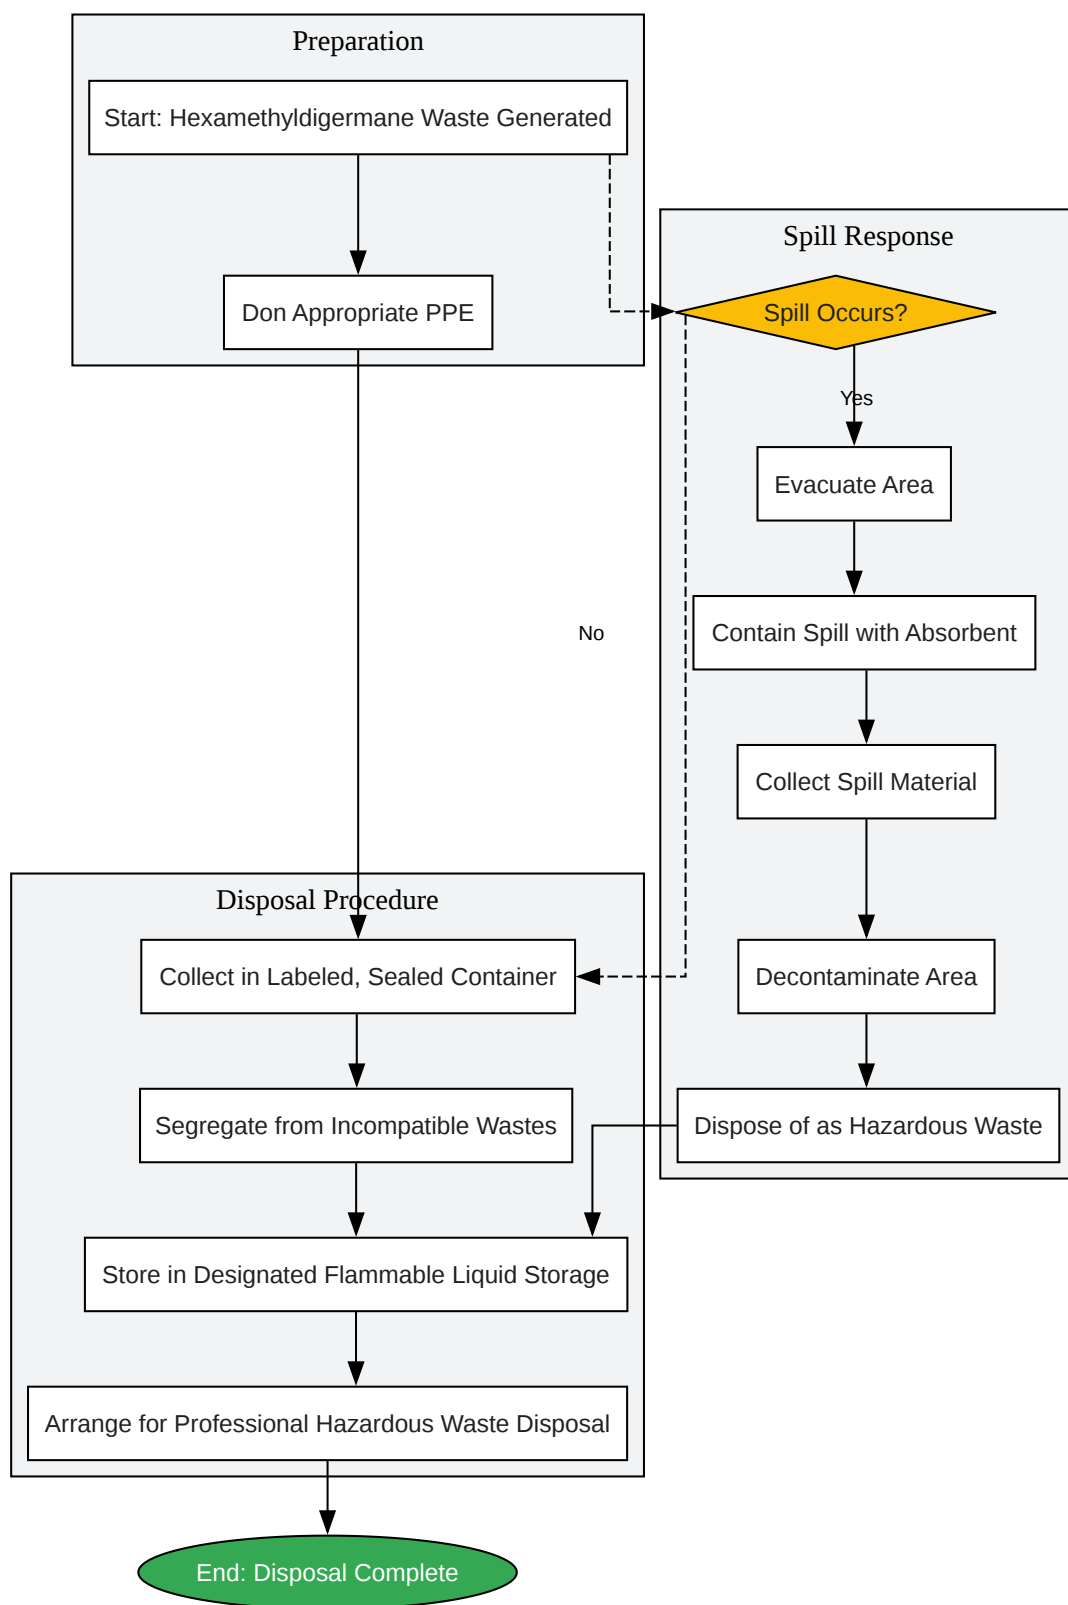 Preparation
Start: Hexamethyldigermane Waste Generated
Don Appropriate PPE
Spill Response
Spill Occurs?
Yes
Evacuate Area
Contain Spill with Absorbent
No
Collect Spill Material
Decontaminate Area
Dispose of as Hazardous Waste
Disposal Procedure
Collect in Labeled, Sealed Container
Segregate from Incompatible Wastes
Store in Designated Flammable Liquid Storage
Arrange for Professional Hazardous Waste Disposal
End: Disposal Complete